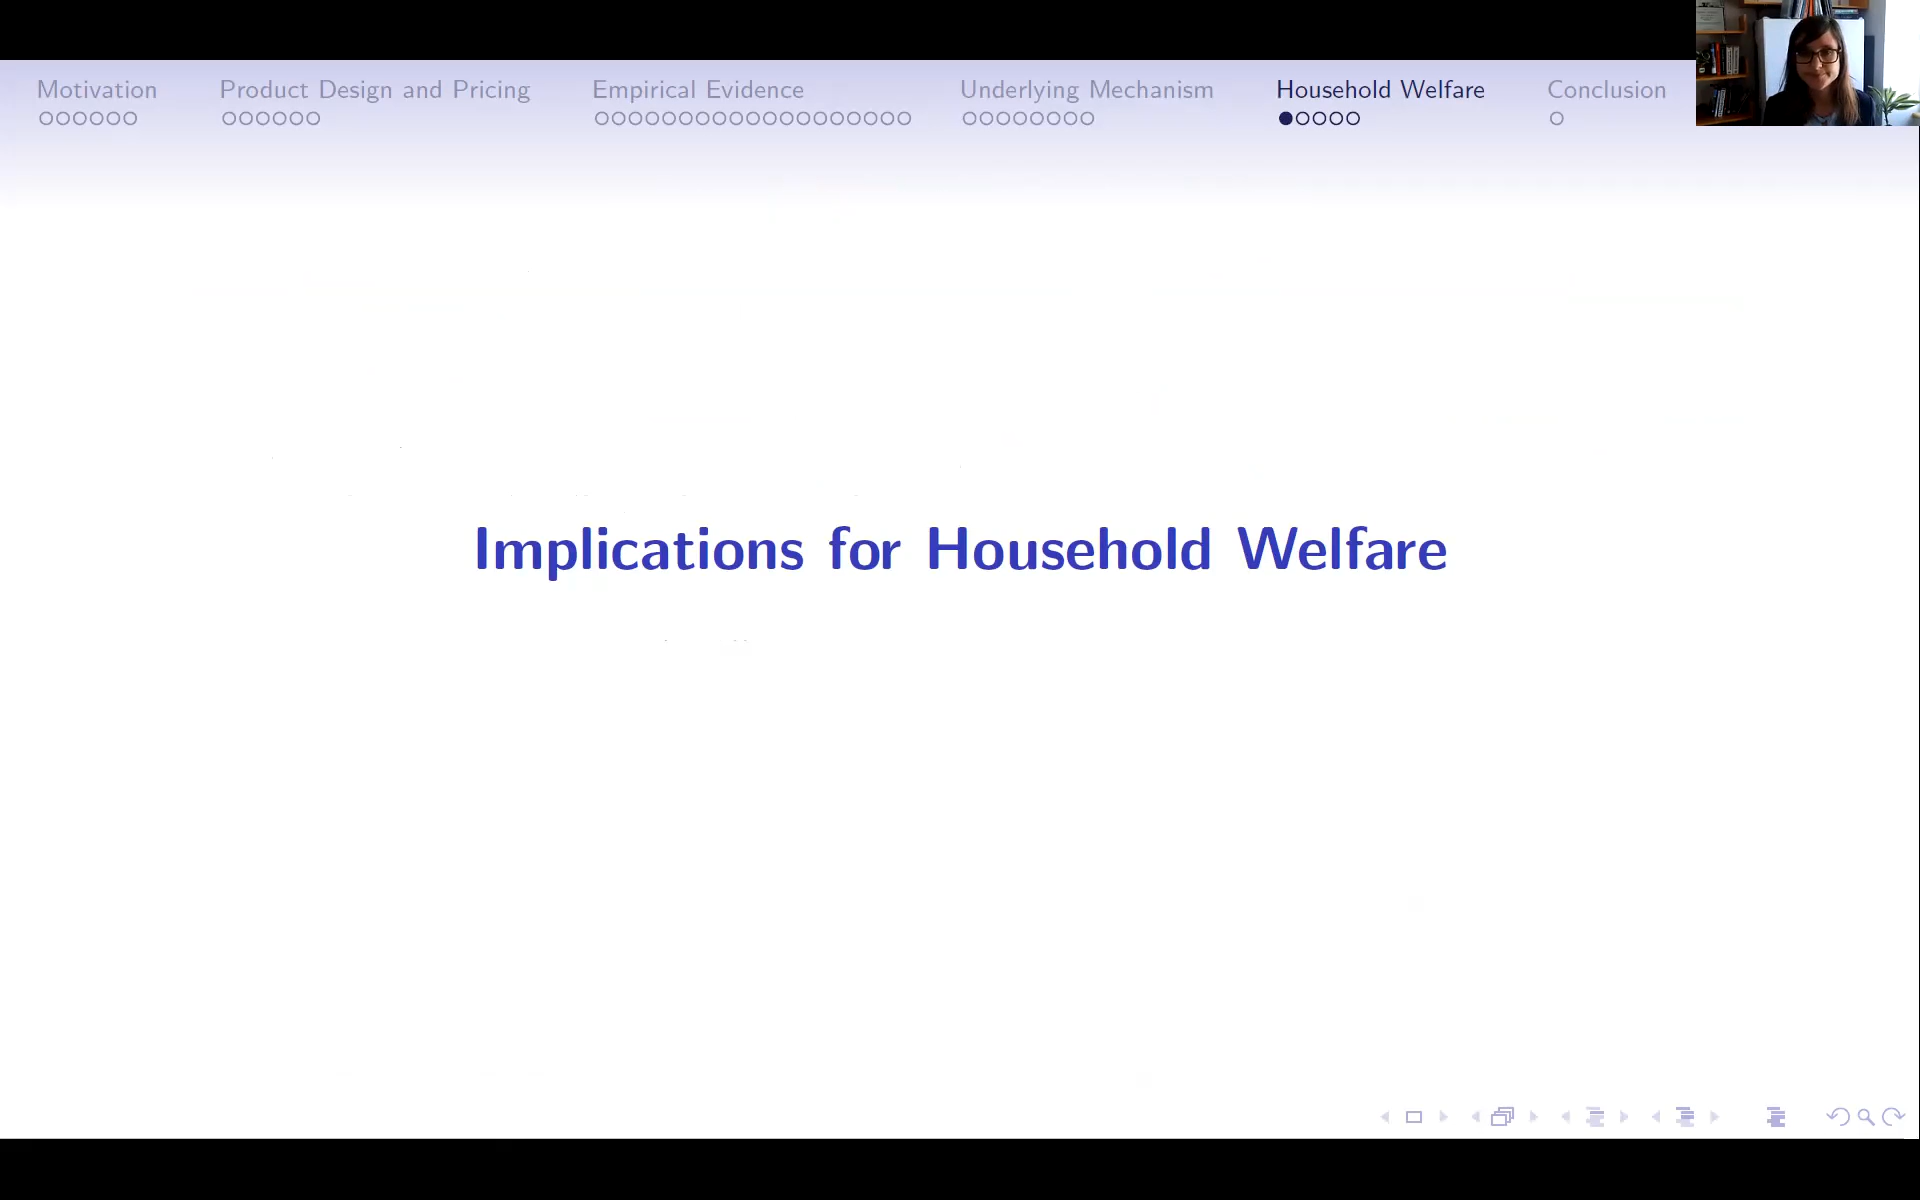 Motivation
Product Design and Pricing
Empirical Evidence
Underlying Mechanism
Household Welfare
Conclusion
Implications for Household Welfare